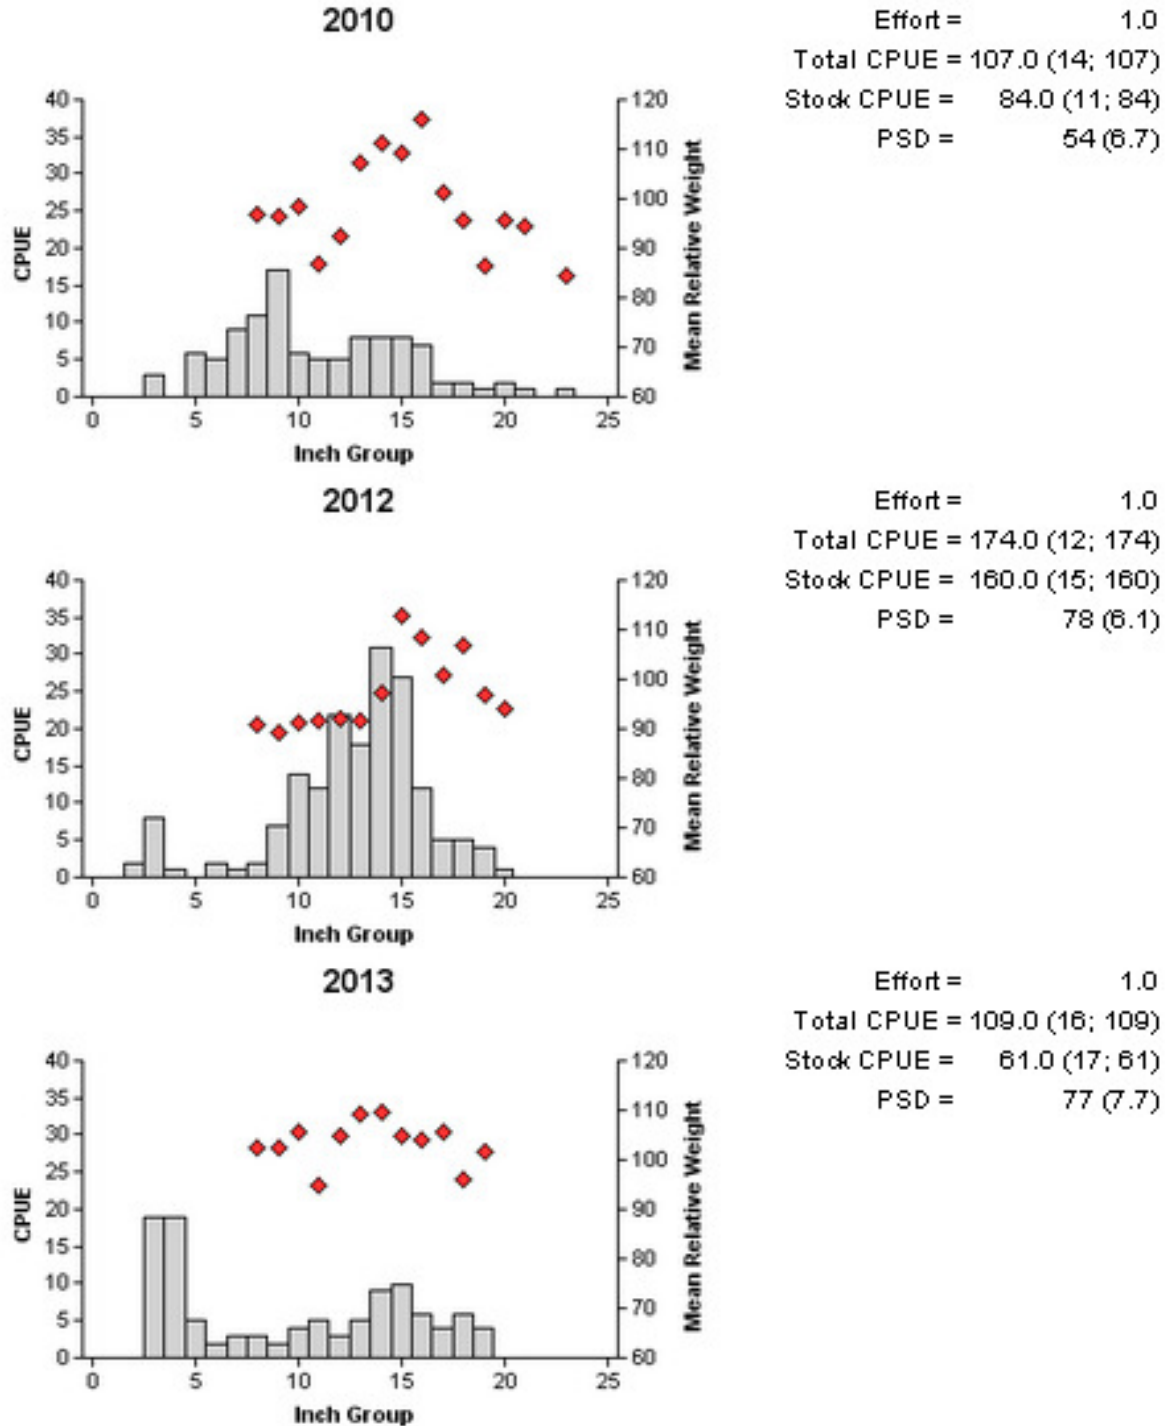 2010
Effort = 1.0
Total CPUE = 107.0 (14; 107)
Stock CPUE = 84.0 (11; 84)
PSD = 54 (6.7)
40
35
30
25
20
15
10
5
0
CPUE
120
110
100
90
80
70
60
Mean Relative Weight
0 5 10 15 20 25
Inch Group
2012
Effort = 1.0
Total CPUE = 174.0 (12; 174)
Stock CPUE = 160.0 (15; 160)
PSD = 78 (6.1)
40
35
30
25
20
15
10
5
0
CPUE
120
110
100
90
80
70
60
Mean Relative Weight
0 5 10 15 20 25
Inch Group
2013
Effort = 1.0
Total CPUE = 109.0 (16; 109)
Stock CPUE = 61.0 (17; 61)
PSD = 77 (7.7)
40
35
30
25
20
15
10
5
0
CPUE
120
110
100
90
80
70
60
Mean Relative Weight
0 5 10 15 20 25
Inch Group